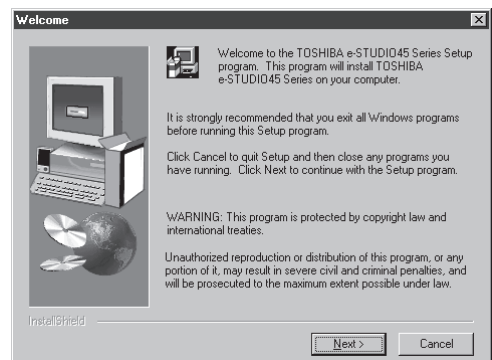 Welcome
Welcome to the TOSHIBA e-STUDIO45 Series Setup
program. This program will install TOSHIBA
e-STUDIO45 Series on your computer.
It is strongly recommended that you exit all Windows programs
before running this Setup program.
Click Cancel to quit Setup and then close any programs you
have running. Click Next to continue with the Setup program.
WARNING: This program is protected by copyright law and
international treaties.
Unauthorized reproduction or distribution of this program, or any
portion of it, may result in severe civil and criminal penalties, and
will be prosecuted to the maximum extent possible under law.
InstallShield
Next >
Cancel